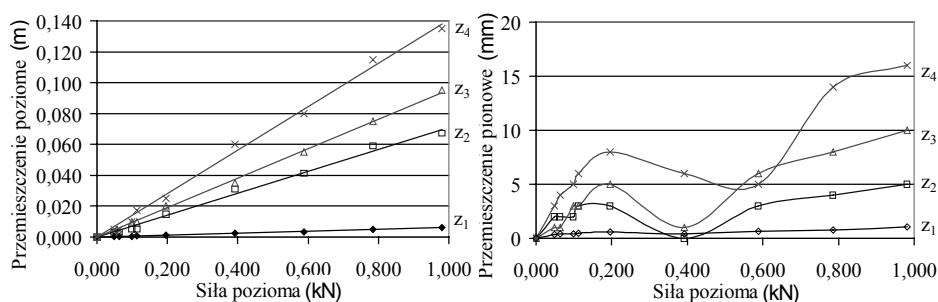 Przemieszczenie poziome (m)
0,140
0,120
0,100
0,080
0,060
0,040
0,020
0,000
z4
z3
z2
z1
0,000 0,200 0,400 0,600 0,800 1,000
Siła pozioma (kN)
Przemieszczenie pionowe (mm)
20
15
10
5
0
z4
z3
z2
z1
0,000 0,200 0,400 0,600 0,800 1,000
Siła pozioma (kN)